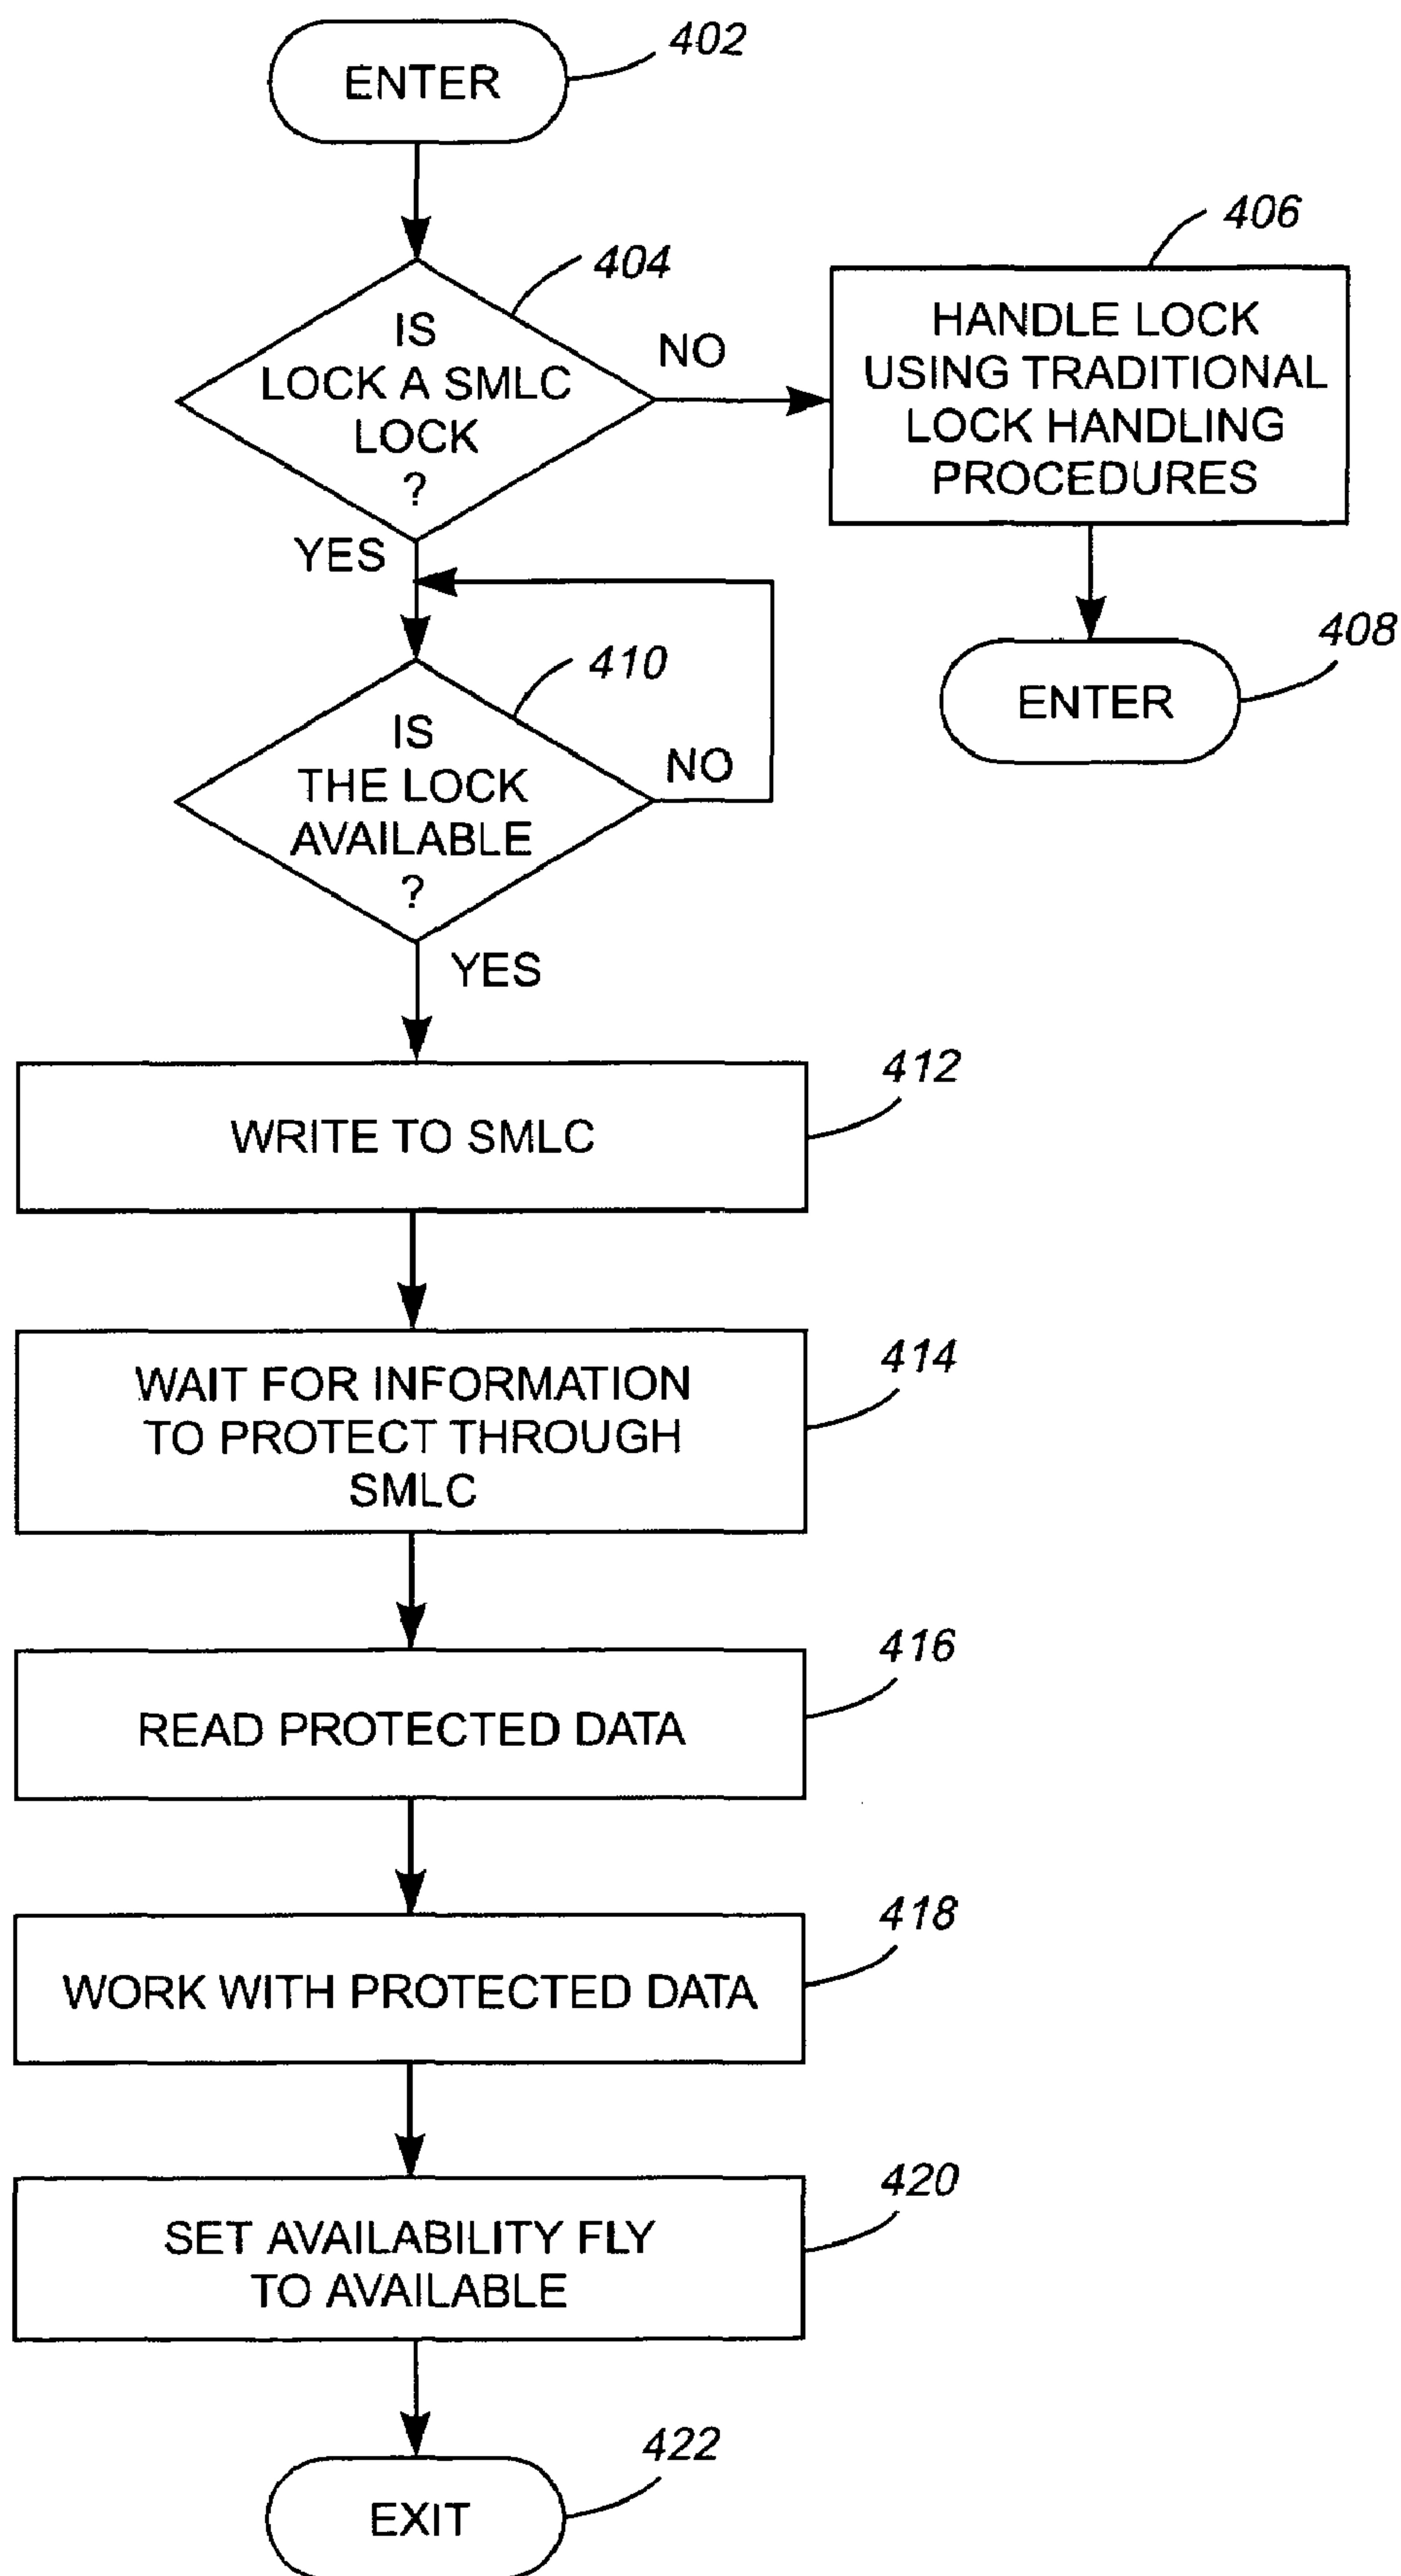 402
ENTER
404
IS
LOCK A SMLC
LOCK
?
NO
406
HANDLE LOCK
USING TRADITIONAL
LOCK HANDLING
PROCEDURES
YES
408
ENTER
410
IS
THE LOCK
AVAILABLE
?
NO
YES
412
WRITE TO SMLC
414
WAIT FOR INFORMATION
TO PROTECT THROUGH
SMLC
416
READ PROTECTED DATA
418
WORK WITH PROTECTED DATA
420
SET AVAILABILITY FLY
TO AVAILABLE
422
EXIT